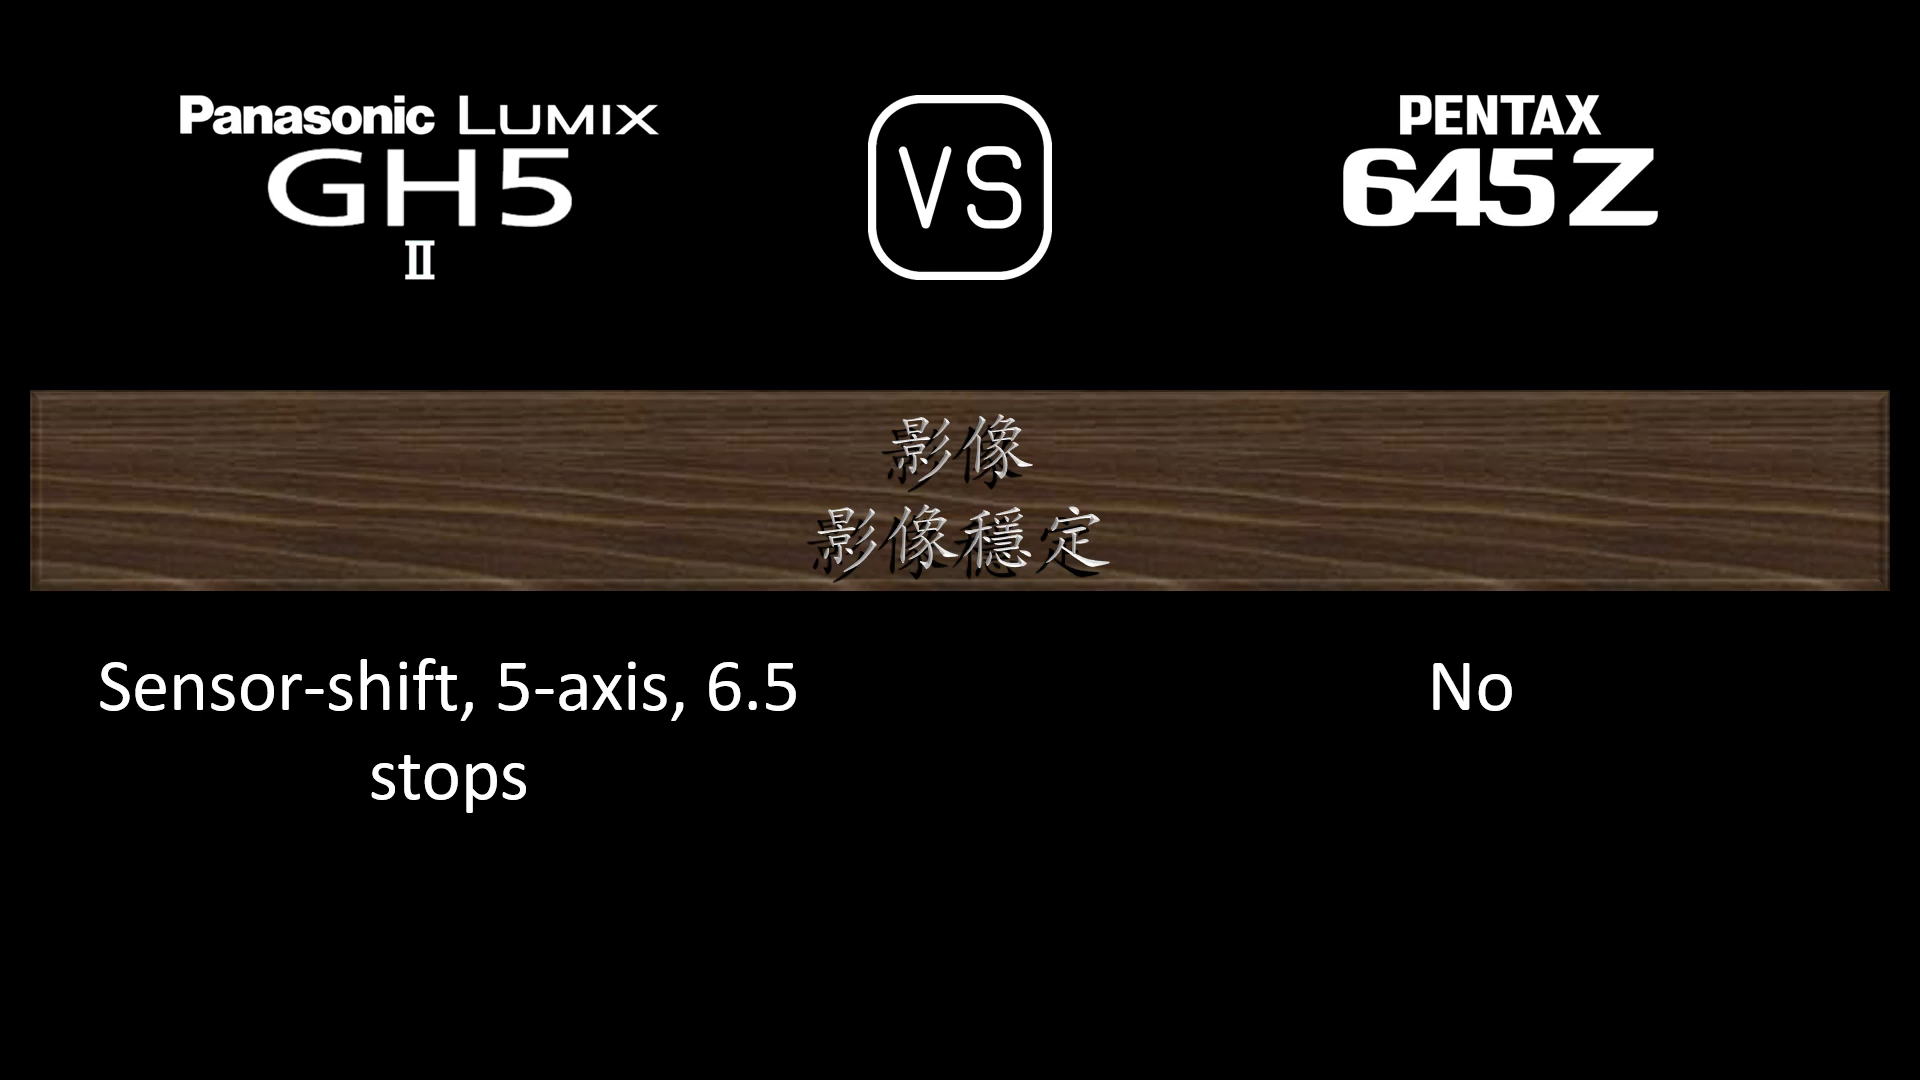 Panasonic LUMIX
GH5
II
VS
PENTAX
645Z
影像
影像穩定
Sensor-shift, 5-axis, 6.5
stops
No